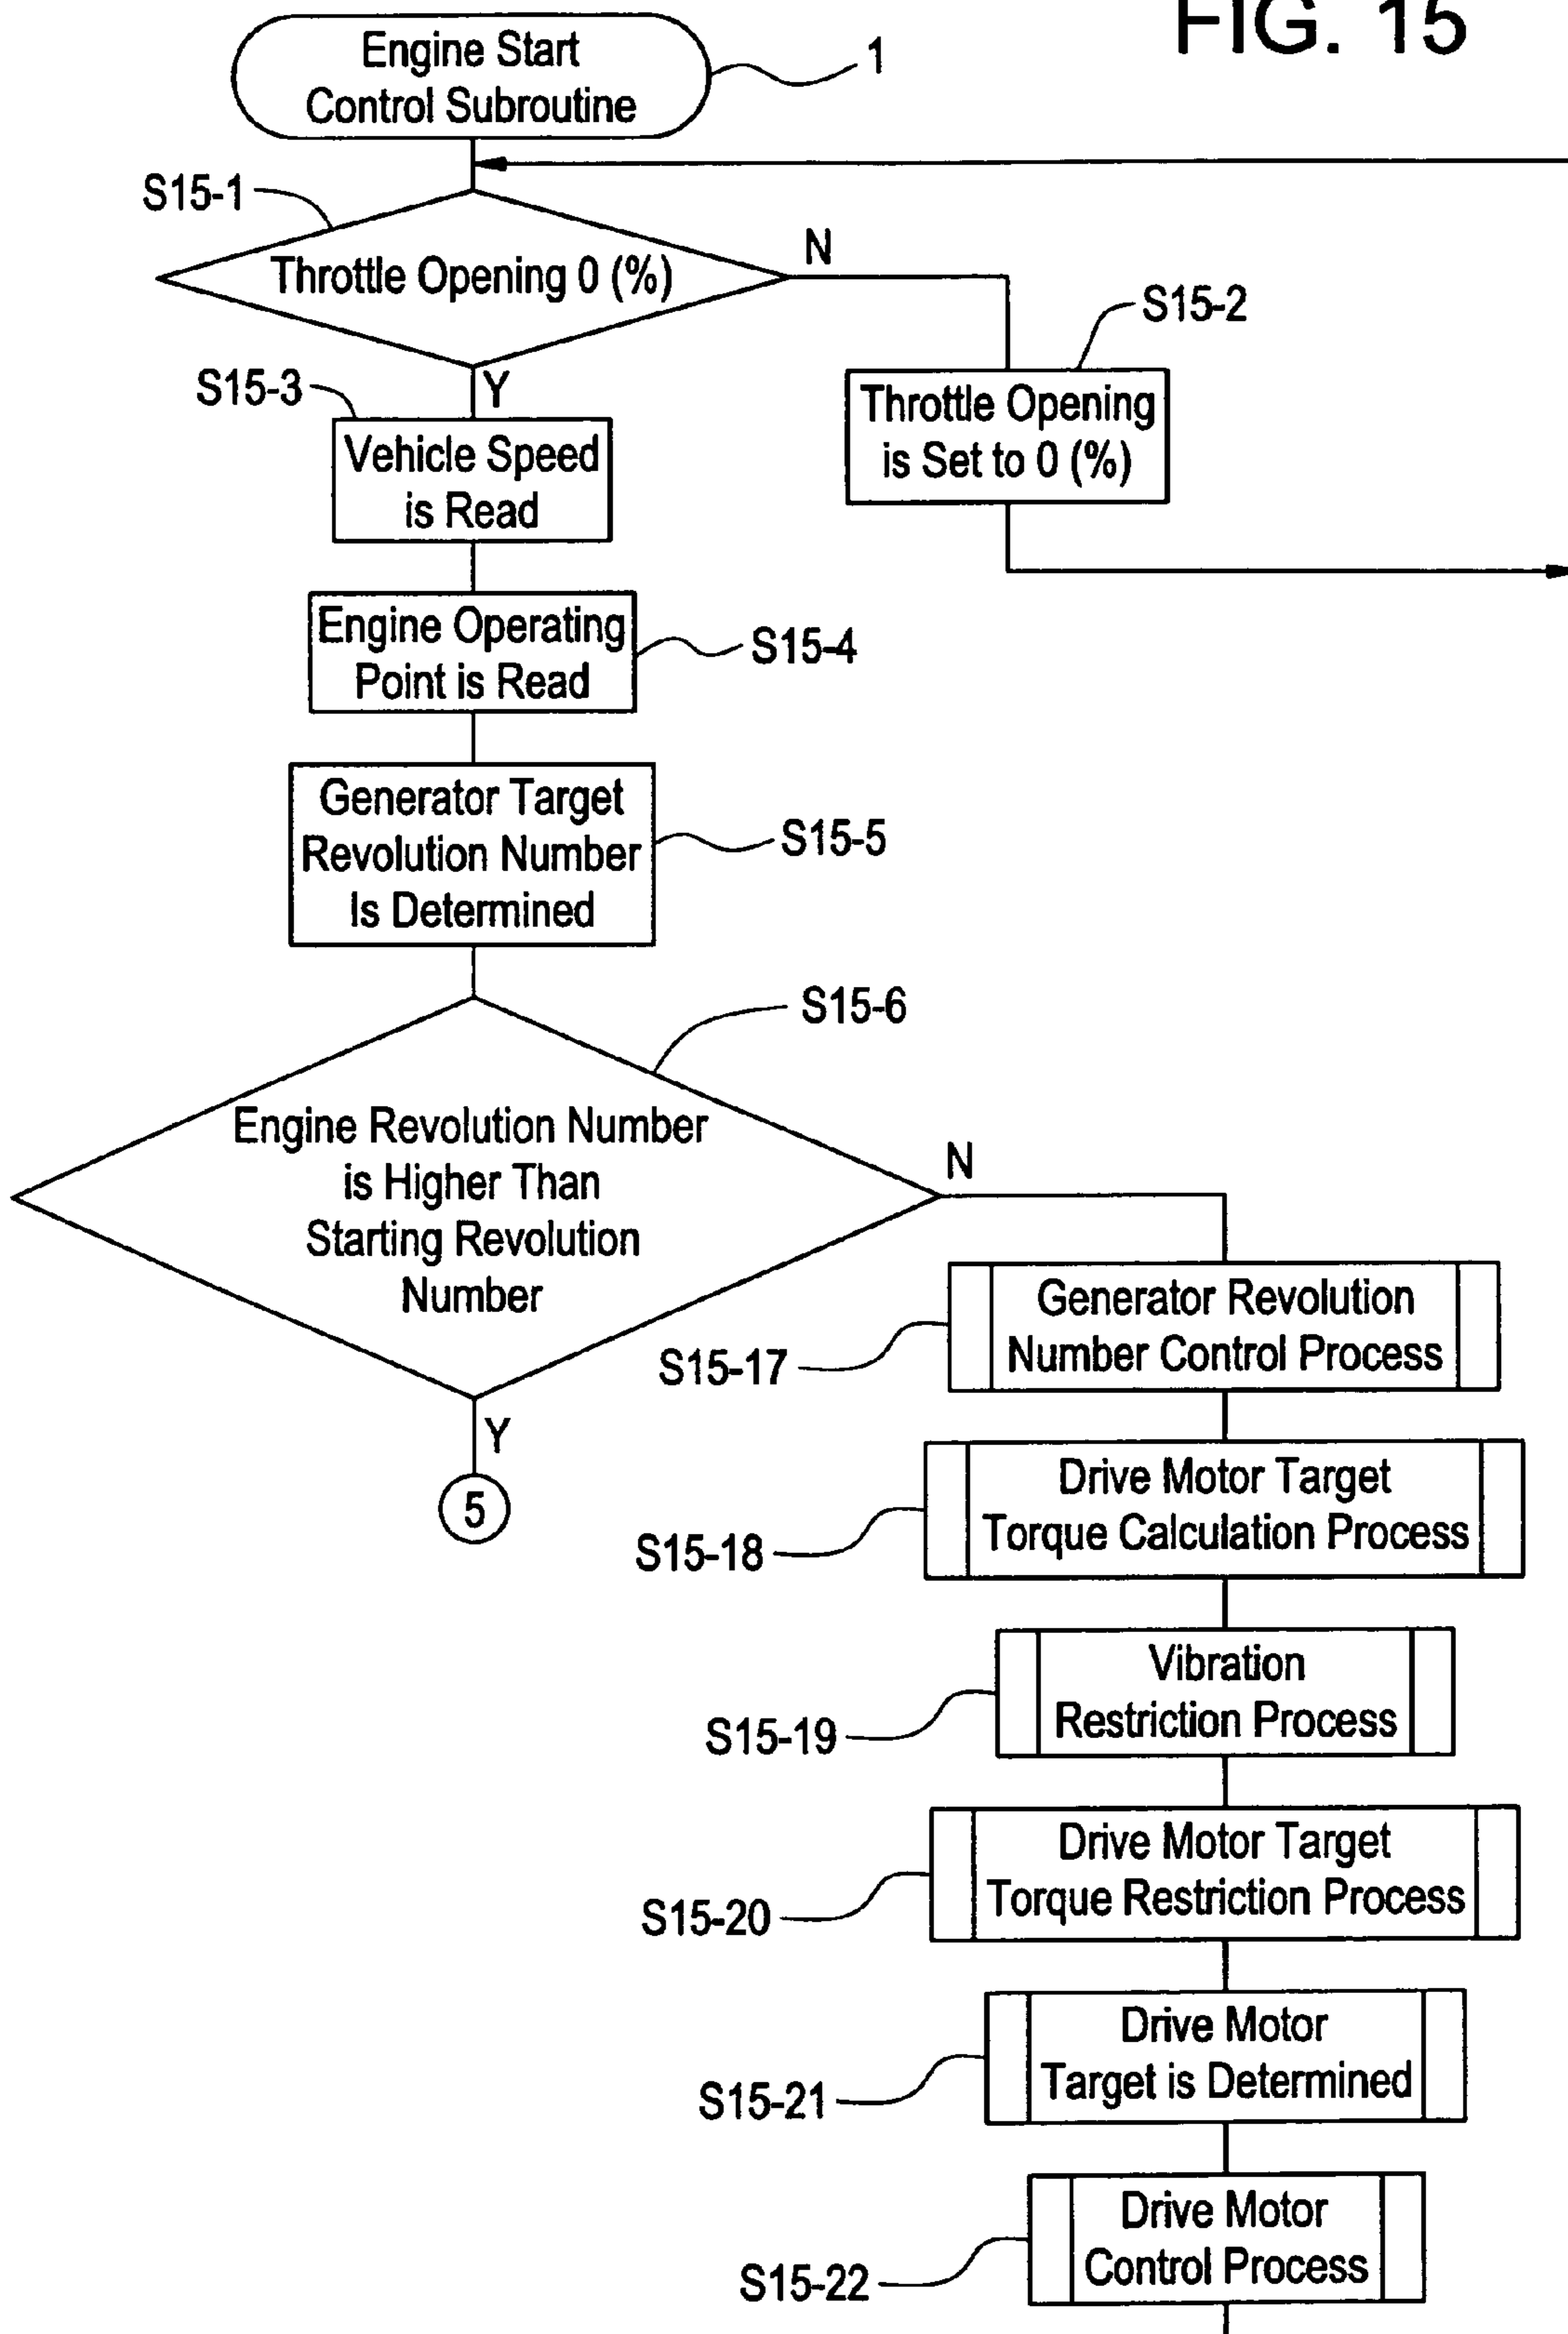 FIG. 15
Engine Start
Control Subroutine
1
S15-1
Throttle Opening 0 (%)
N
S15-2
Throttle Opening
is Set to 0 (%)
Y
S15-3
Vehicle Speed
is Read
Engine Operating
Point is Read
S15-4
Generator Target
Revolution Number
Is Determined
S15-5
S15-6
Engine Revolution Number
is Higher Than
Starting Revolution
Number
N
Y
5
Generator Revolution
Number Control Process
S15-17
Drive Motor Target
Torque Calculation Process
S15-18
Vibration
Restriction Process
S15-19
Drive Motor Target
Torque Restriction Process
S15-20
Drive Motor
Target is Determined
S15-21
Drive Motor
Control Process
S15-22